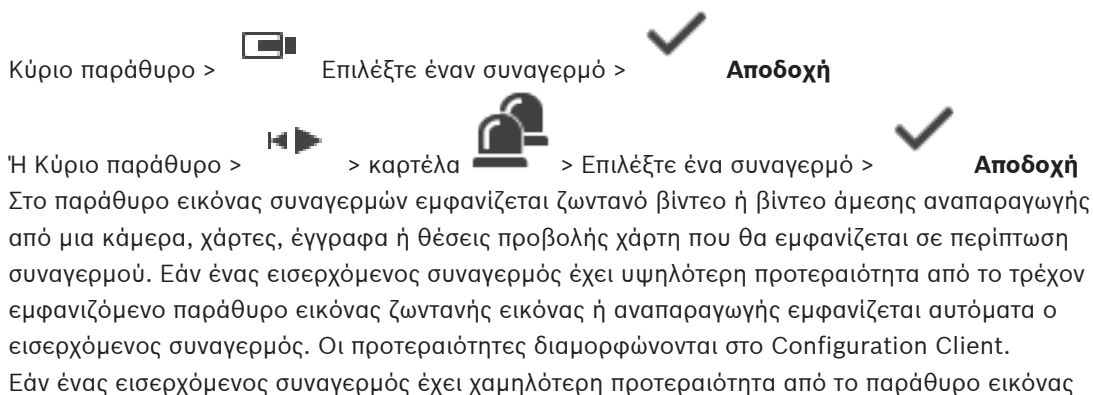 Κύριο παράθυρο > Επιλέξτε έναν συναγερμό > Αποδοχή
Ή Κύριο παράθυρο > > καρτέλα > Επιλέξτε ένα συναγερμό > Αποδοχή
Στο παράθυρο εικόνας συναγερμών εμφανίζεται ζωντανό βίντεο ή βίντεο άμεσης αναπαραγωγής
από μια κάμερα, χάρτες, έγγραφα ή θέσεις προβολής χάρτη που θα εμφανίζεται σε περίπτωση
συναγερμού. Εάν ένας εισερχόμενος συναγερμός έχει υψηλότερη προτεραιότητα από το τρέχον
εμφανιζόμενο παράθυρο εικόνας ζωντανής εικόνας ή αναπαραγωγής εμφανίζεται αυτόματα ο
εισερχόμενος συναγερμός. Οι προτεραιότητες διαμορφώνονται στο Configuration Client.
Εάν ένας εισερχόμενος συναγερμός έχει χαμηλότερη προτεραιότητα από το παράθυρο εικόνας